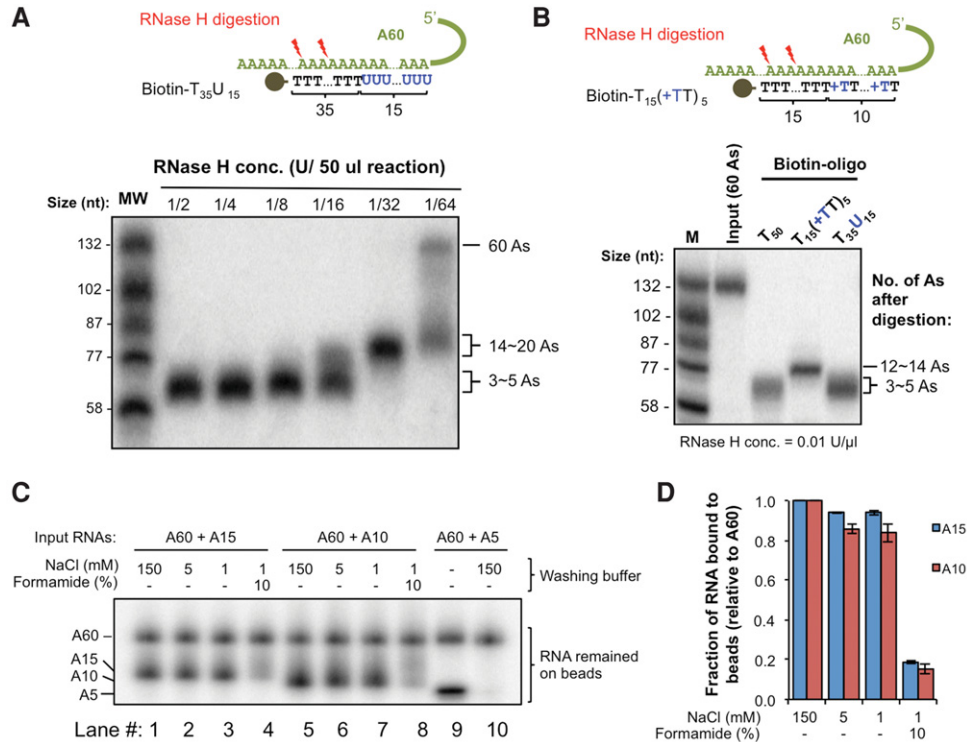 A
RNase H digestion
A60
5'
AAAAA...AAAAAAAAAA...AAAA
TTT...TTTUUU...UUU
Biotin-T35U 15
35
15
RNase H conc. (U/ 50 ul reaction)
Size (nt):
MW
1/2
1/4
1/8
1/16
1/32
1/64
132 -
102 -
87 -
77 -
58 -
60 As
14~20 As
3~5 As
B
RNase H digestion
A60
5'
TTT...TTT+TT...+TT
Biotin-T15(+TT)5
15
10
Biotin-oligo
Size (nt):
M
Input (60 As)
T50
T15(+TT)5
T35U15
132 -
102 -
87 -
77 -
58 -
No. of As
after
digestion:
12~14 As
3~5 As
RNase H conc. = 0.01 U/µl
C
Input RNAs:
A60 + A15
A60 + A10
A60 + A5
NaCl (mM) 150 5 1 1 150 5 1 1 - 150
Formamide (%) - - - 10 - - - 10 - -
Washing buffer
A60
A15
A10
A5
RNA remained
on beads
Lane #: 1 2 3 4 5 6 7 8 9 10
D
Fraction of RNA bound to
beads (relative to A60)
1.0
0.8
0.6
0.4
0.2
0.0
A15
A10
NaCl (mM) 150 5 1 1
Formamide (%) - - - 10